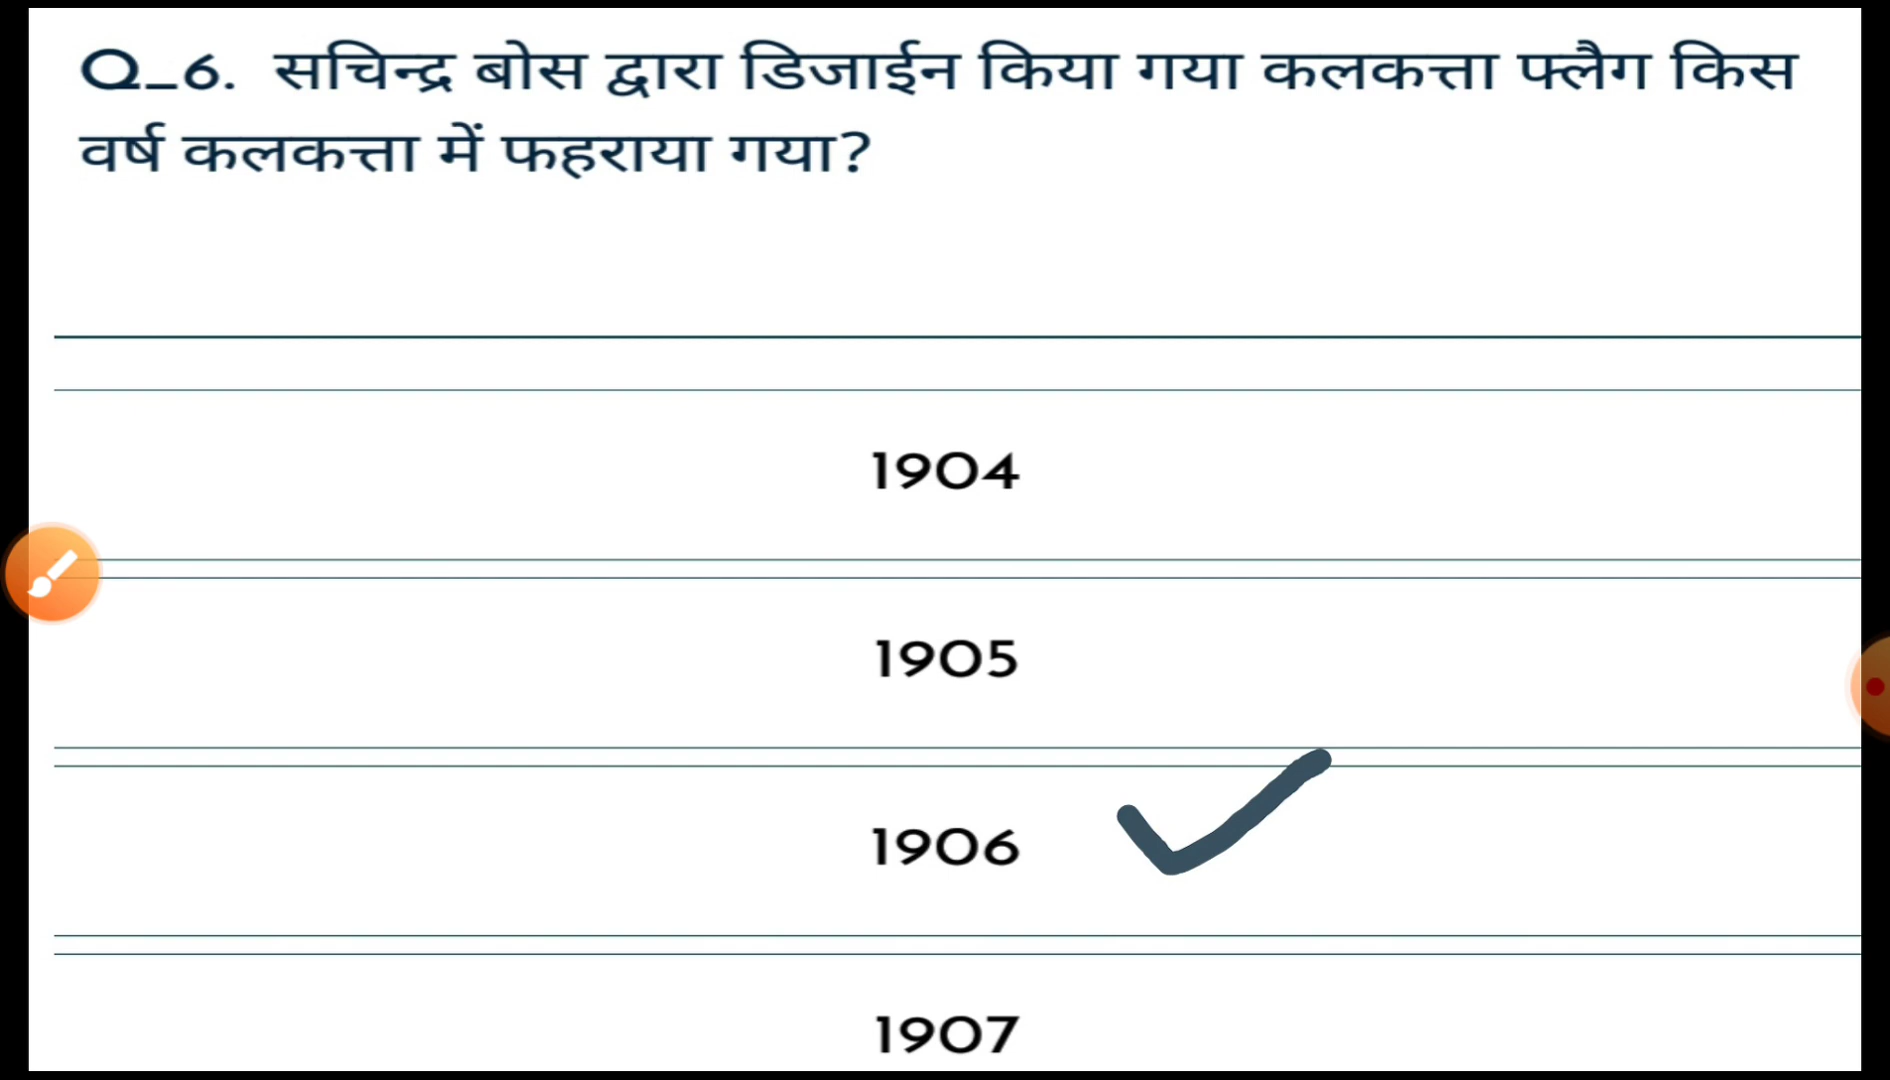 Q_6. सचिन्द्र बोस द्वारा डिजाईन किया गया कलकत्ता फ्लैग किस
वर्ष कलकत्ता में फहराया गया?
1904
1905
1906
1907